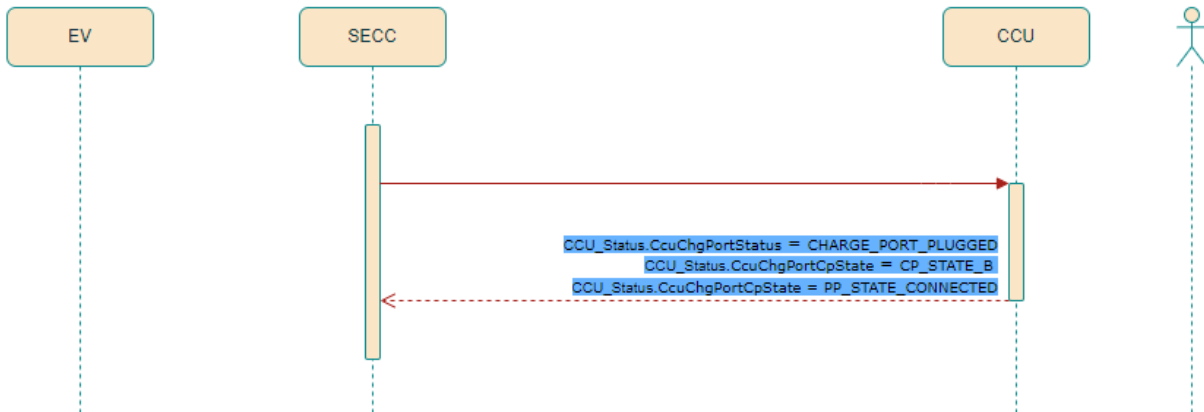 EV
SECC
CCU
CCU_Status.CcuChgPortStatus = CHARGE_PORT_PLUGGED
CCU_Status.CcuChgPortCpState = CP_STATE_B
CCU_Status.CcuChgPortCpState = PP_STATE_CONNECTED